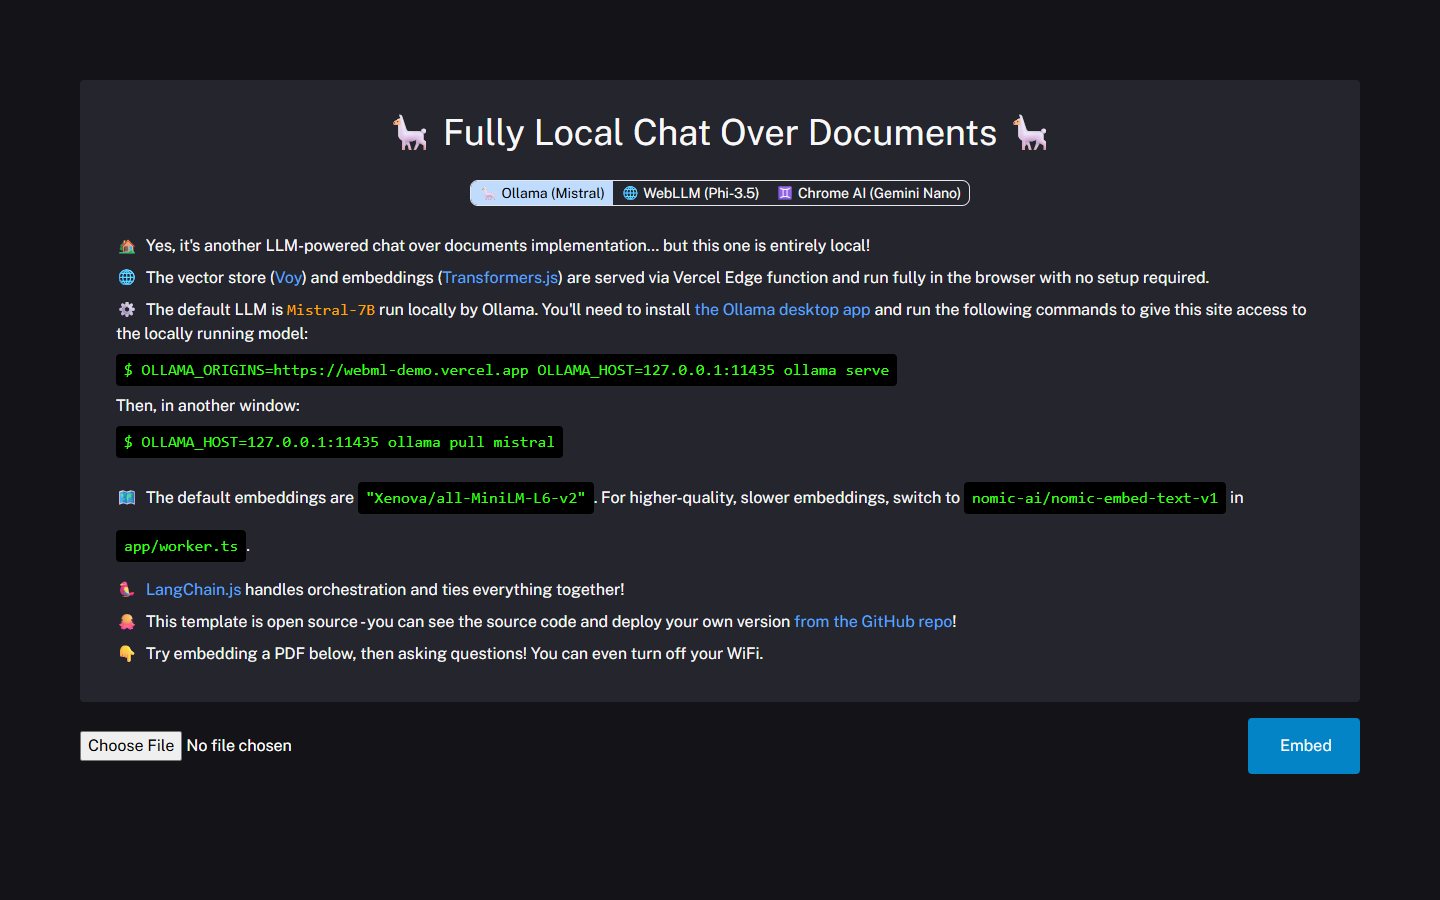 🦙 Fully Local Chat Over Documents 🦙
🦙 Ollama (Mistral) 🌐 WebLLM (Phi-3.5) ♊ Chrome AI (Gemini Nano)
🏡 Yes, it's another LLM-powered chat over documents implementation... but this one is entirely local!
🌐 The vector store (Voy) and embeddings (Transformers.js) are served via Vercel Edge function and run fully in the browser with no setup required.
⚙️ The default LLM is Mistral-7B run locally by Ollama. You'll need to install the Ollama desktop app and run the following commands to give this site access to
the locally running model:
$ OLLAMA_ORIGINS=https://webml-demo.vercel.app OLLAMA_HOST=127.0.0.1:11435 ollama serve
Then, in another window:
$ OLLAMA_HOST=127.0.0.1:11435 ollama pull mistral
🗺️ The default embeddings are "Xenova/all-MiniLM-L6-v2". For higher-quality, slower embeddings, switch to nomic-ai/nomic-embed-text-v1 in
app/worker.ts.
🦜 LangChain.js handles orchestration and ties everything together!
🐙 This template is open source - you can see the source code and deploy your own version from the GitHub repo!
👇 Try embedding a PDF below, then asking questions! You can even turn off your WiFi.
Choose File No file chosen
Embed